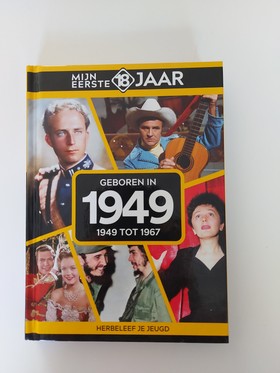 MIJN
EERSTE 18 JAAR
GEBOREN IN
1949
1949 TOT 1967
HERBELEEF JE JEUGD